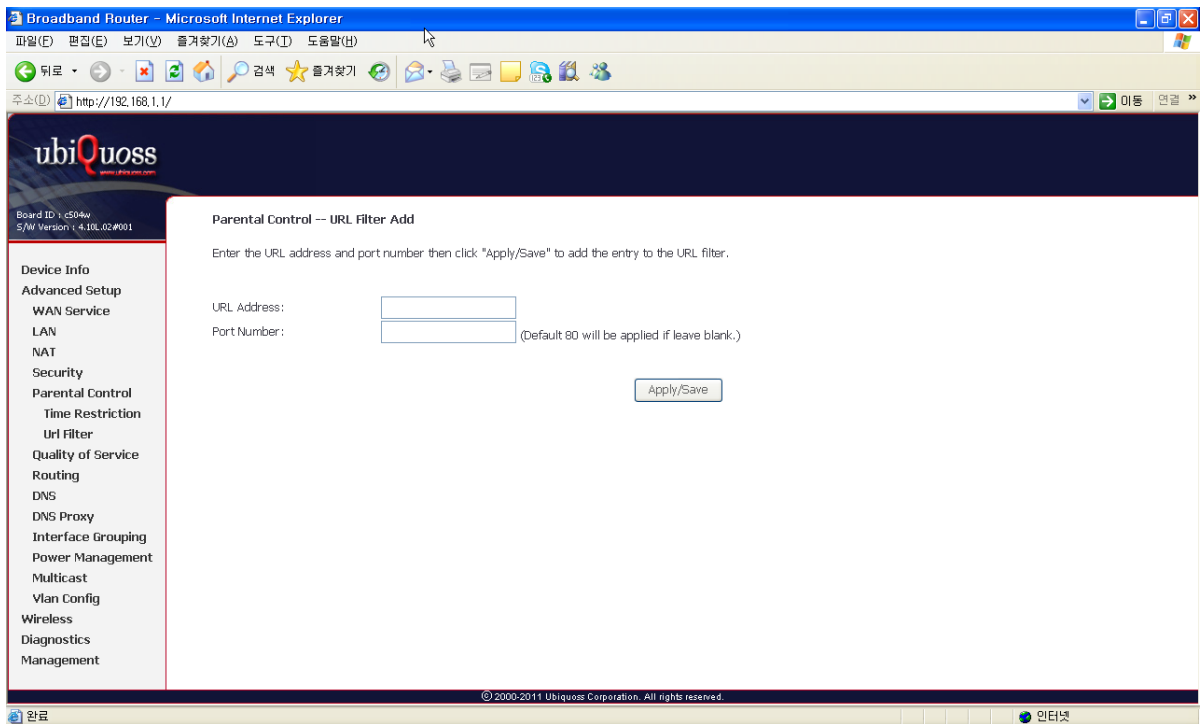 Broadband Router - Microsoft Internet Explorer
파일(F) 편집(E) 보기(V) 즐겨찾기(A) 도구(T) 도움말(H)
뒤로 검색 즐겨찾기
주소(D) http://192.168.1.1/ 이동 연결 »
ubiQuoss
www.ubiquoss.com
Board ID : c504w
S/W Version : 4.10L.02#001
Device Info
Advanced Setup
WAN Service
LAN
NAT
Security
Parental Control
Time Restriction
Url Filter
Quality of Service
Routing
DNS
DNS Proxy
Interface Grouping
Power Management
Multicast
Vlan Config
Wireless
Diagnostics
Management
Parental Control -- URL Filter Add
Enter the URL address and port number then click "Apply/Save" to add the entry to the URL filter.
URL Address:
Port Number: (Default 80 will be applied if leave blank.)
Apply/Save
© 2000-2011 Ubiquoss Corporation. All rights reserved.
완료 인터넷